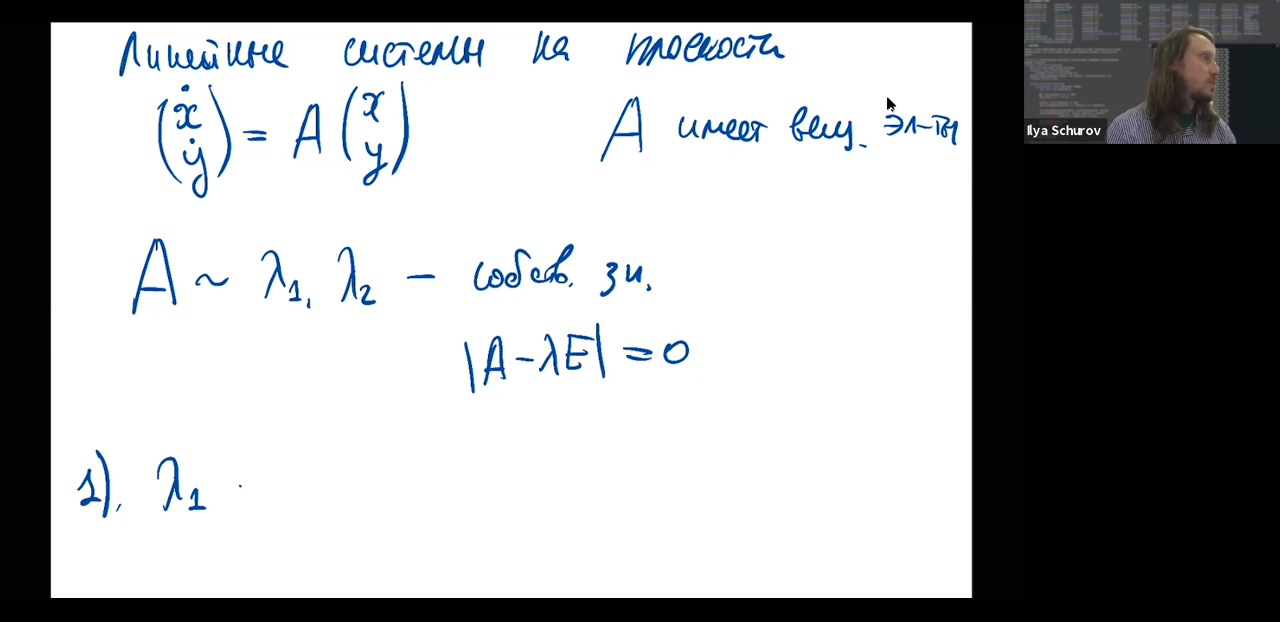 Линейные системы на плоскости
(ẋ ẏ) = A (x y) A имеет вещ. эл-ты
A ~ λ₁, λ₂ – собств. зн.
|A – λE| = 0
1). λ₁
Ilya Schurov